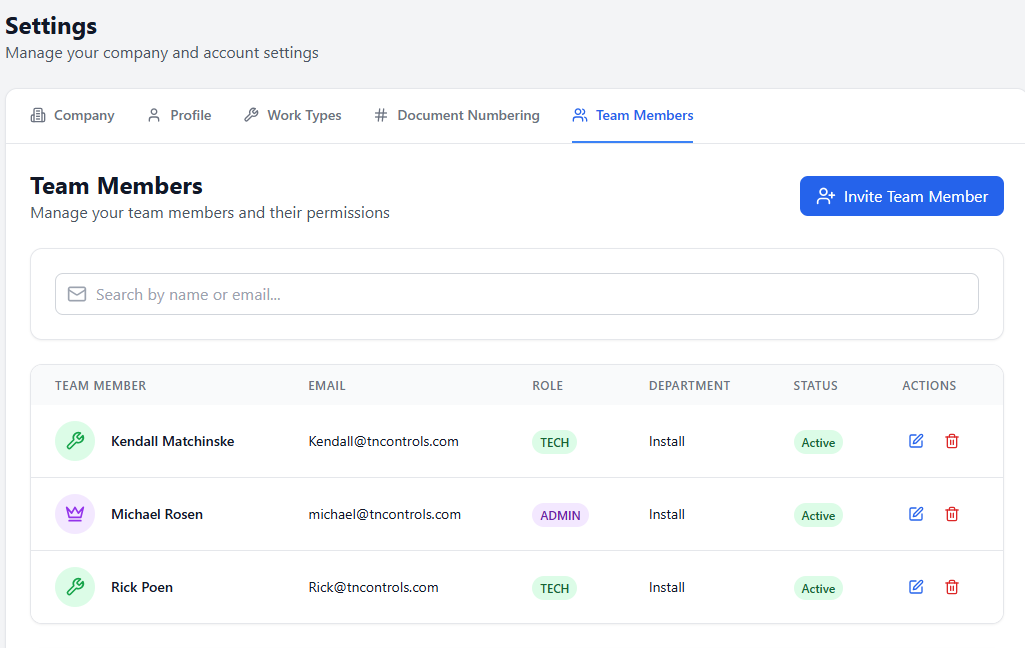 Settings
Manage your company and account settings
Company Profile Work Types # Document Numbering Team Members
Team Members
Manage your team members and their permissions
Invite Team Member
Search by name or email...
TEAM MEMBER EMAIL ROLE DEPARTMENT STATUS ACTIONS
Kendall Matchinske Kendall@tncontrols.com TECH Install Active
Michael Rosen michael@tncontrols.com ADMIN Install Active
Rick Poen Rick@tncontrols.com TECH Install Active